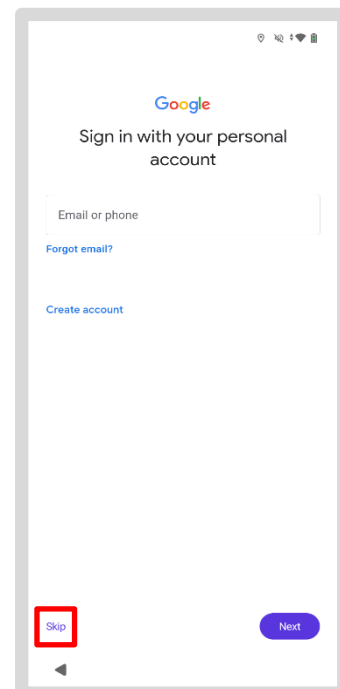 Google
Sign in with your personal
account
Email or phone
Forgot email?
Create account
Skip
Next